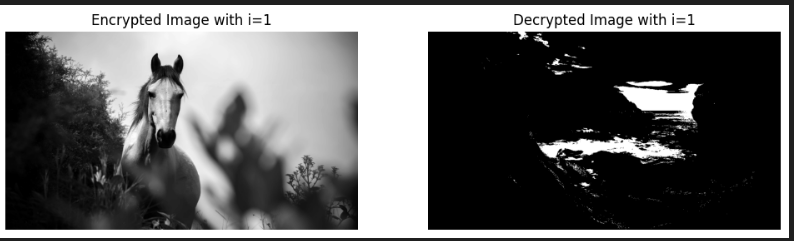 Encrypted Image with i=1
Decrypted Image with i=1